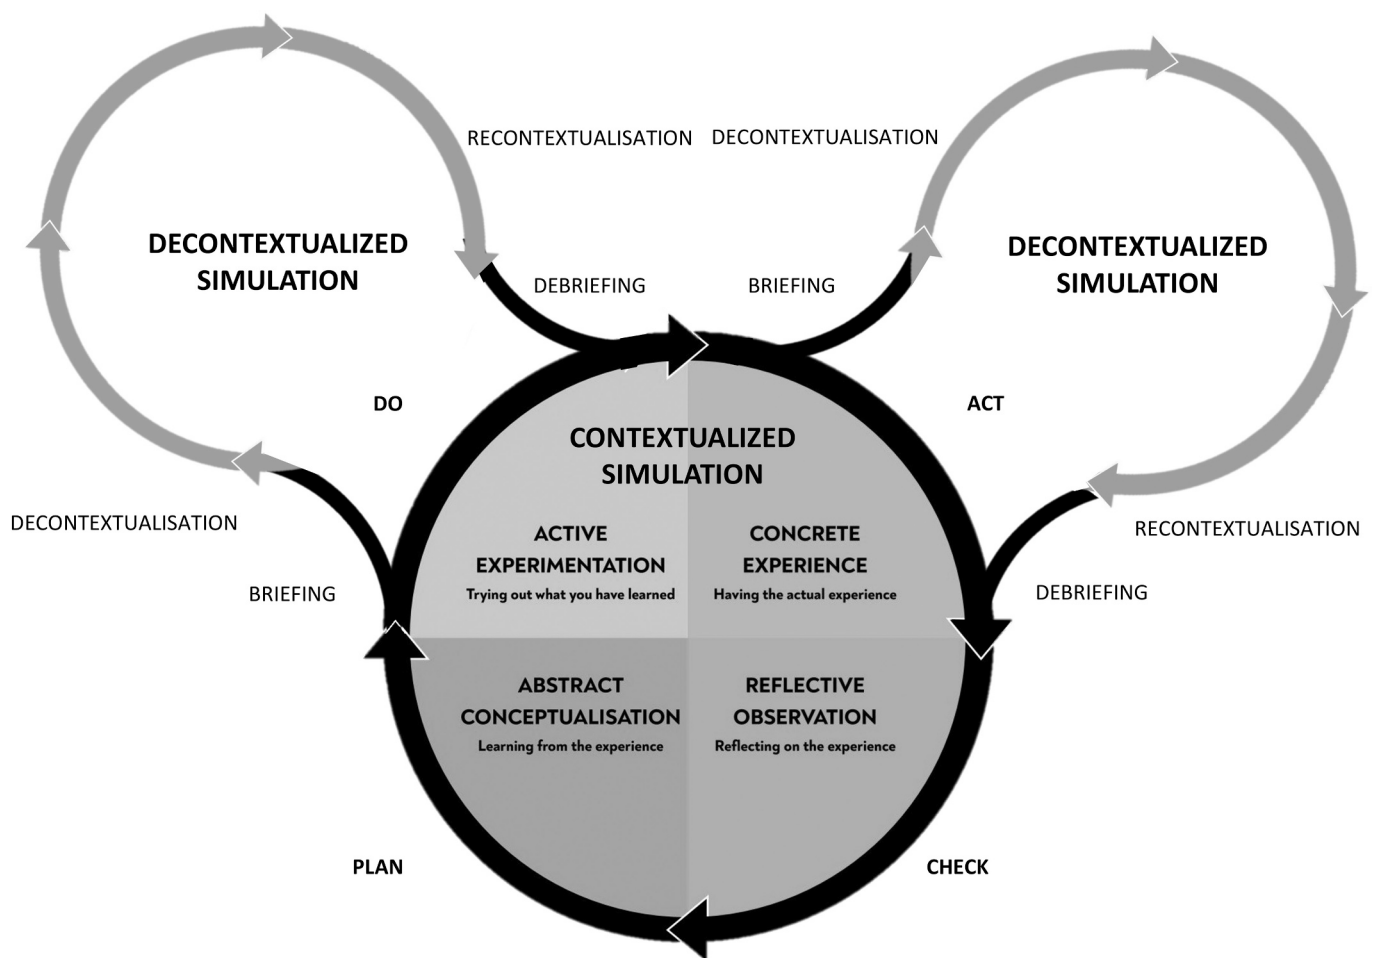 RECONTEXTUALISATION
DECONTEXTUALISATION
DECONTEXTUALIZED
SIMULATION
DECONTEXTUALIZED
SIMULATION
DEBRIEFING
BRIEFING
DO
ACT
CONTEXTUALIZED
SIMULATION
DECONTEXTUALISATION
RECONTEXTUALISATION
ACTIVE
EXPERIMENTATION
Trying out what you have learned
CONCRETE
EXPERIENCE
Having the actual experience
BRIEFING
DEBRIEFING
ABSTRACT
CONCEPTUALISATION
Learning from the experience
REFLECTIVE
OBSERVATION
Reflecting on the experience
PLAN
CHECK